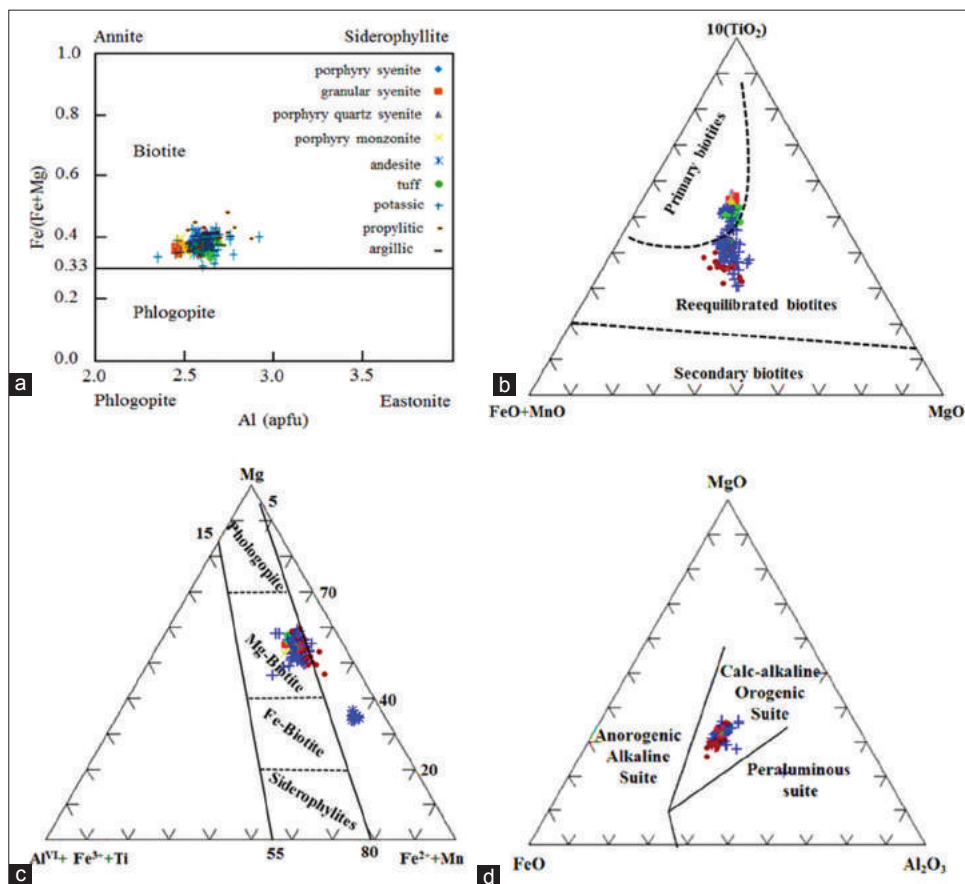 Annite Siderophyllite
1.0
0.8
0.6
0.4
0.33
0.2
0.0
Fe/(Fe+Mg)
porphyry syenite
granular syenite
porphyry quartz syenite
porphyry monzonite
andesite
tuff
potassic
propylitic
argillic
Biotite
Phlogopite
2.0 2.5 3.0 3.5
Phlogopite Eastonite
Al (apfu)
a
10(TiO₂)
Primary biotites
Reequilibrated biotites
Secondary biotites
FeO+MnO MgO
b
Mg
5
15
Phologopite
70
Mg-Biotite
40
Fe-Biotite
20
Siderophylites
Alⱽᴵ+ Fe³⁺+Ti 55 80 Fe²⁺+Mn
c
MgO
Calc-alkaline
Orogenic
Suite
Anorogenic
Alkaline
Suite
Peraluminous
suite
FeO Al₂O₃
d